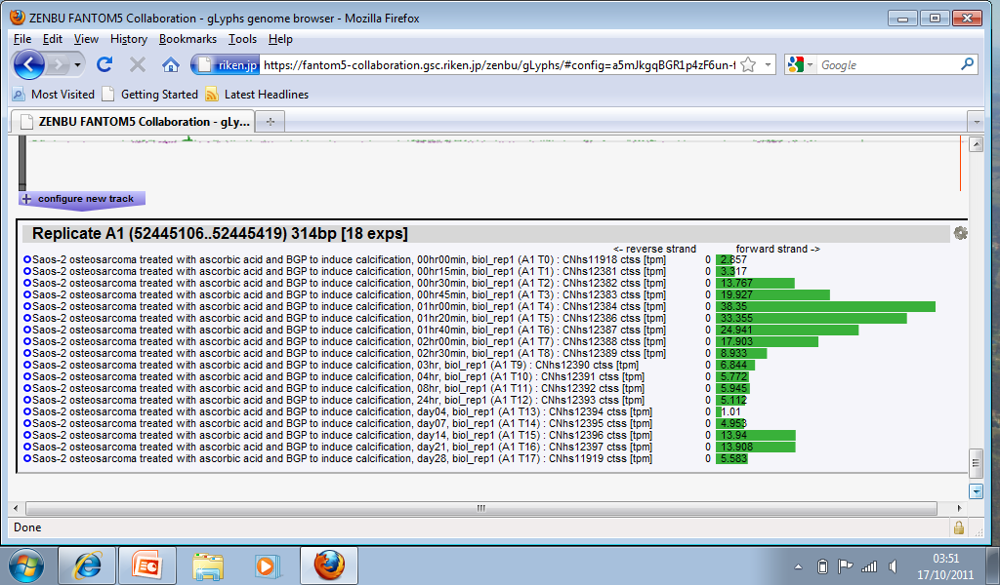 ZENBU FANTOM5 Collaboration - gLyphs genome browser - Mozilla Firefox
File Edit View History Bookmarks Tools Help
riken.jp https://fantom5-collaboration.gsc.riken.jp/zenbu/gLyphs/#config=a5mJkgqBGR1p4zF6un-f Google
Most Visited Getting Started Latest Headlines
ZENBU FANTOM5 Collaboration - gLy...
+ configure new track
Replicate A1 (52445106..52445419) 314bp [18 exps]
<- reverse strand forward strand ->
Saos-2 osteosarcoma treated with ascorbic acid and BGP to induce calcification, 00hr00min, biol_rep1 (A1 T0) : CNhs11918 ctss [tpm] 0 2.857
Saos-2 osteosarcoma treated with ascorbic acid and BGP to induce calcification, 00hr15min, biol_rep1 (A1 T1) : CNhs12381 ctss [tpm] 0 3.317
Saos-2 osteosarcoma treated with ascorbic acid and BGP to induce calcification, 00hr30min, biol_rep1 (A1 T2) : CNhs12382 ctss [tpm] 0 13.767
Saos-2 osteosarcoma treated with ascorbic acid and BGP to induce calcification, 00hr45min, biol_rep1 (A1 T3) : CNhs12383 ctss [tpm] 0 19.927
Saos-2 osteosarcoma treated with ascorbic acid and BGP to induce calcification, 01hr00min, biol_rep1 (A1 T4) : CNhs12384 ctss [tpm] 0 38.35
Saos-2 osteosarcoma treated with ascorbic acid and BGP to induce calcification, 01hr20min, biol_rep1 (A1 T5) : CNhs12386 ctss [tpm] 0 33.355
Saos-2 osteosarcoma treated with ascorbic acid and BGP to induce calcification, 01hr40min, biol_rep1 (A1 T6) : CNhs12387 ctss [tpm] 0 24.941
Saos-2 osteosarcoma treated with ascorbic acid and BGP to induce calcification, 02hr00min, biol_rep1 (A1 T7) : CNhs12388 ctss [tpm] 0 17.903
Saos-2 osteosarcoma treated with ascorbic acid and BGP to induce calcification, 02hr30min, biol_rep1 (A1 T8) : CNhs12389 ctss [tpm] 0 8.933
Saos-2 osteosarcoma treated with ascorbic acid and BGP to induce calcification, 03hr, biol_rep1 (A1 T9) : CNhs12390 ctss [tpm] 0 6.844
Saos-2 osteosarcoma treated with ascorbic acid and BGP to induce calcification, 04hr, biol_rep1 (A1 T10) : CNhs12391 ctss [tpm] 0 5.772
Saos-2 osteosarcoma treated with ascorbic acid and BGP to induce calcification, 08hr, biol_rep1 (A1 T11) : CNhs12392 ctss [tpm] 0 5.945
Saos-2 osteosarcoma treated with ascorbic acid and BGP to induce calcification, 24hr, biol_rep1 (A1 T12) : CNhs12393 ctss [tpm] 0 5.112
Saos-2 osteosarcoma treated with ascorbic acid and BGP to induce calcification, day04, biol_rep1 (A1 T13) : CNhs12394 ctss [tpm] 0 1.01
Saos-2 osteosarcoma treated with ascorbic acid and BGP to induce calcification, day07, biol_rep1 (A1 T14) : CNhs12395 ctss [tpm] 0 4.953
Saos-2 osteosarcoma treated with ascorbic acid and BGP to induce calcification, day14, biol_rep1 (A1 T15) : CNhs12396 ctss [tpm] 0 13.94
Saos-2 osteosarcoma treated with ascorbic acid and BGP to induce calcification, day21, biol_rep1 (A1 T16) : CNhs12397 ctss [tpm] 0 13.908
Saos-2 osteosarcoma treated with ascorbic acid and BGP to induce calcification, day28, biol_rep1 (A1 T17) : CNhs11919 ctss [tpm] 0 5.583
Done
03:51
17/10/2011